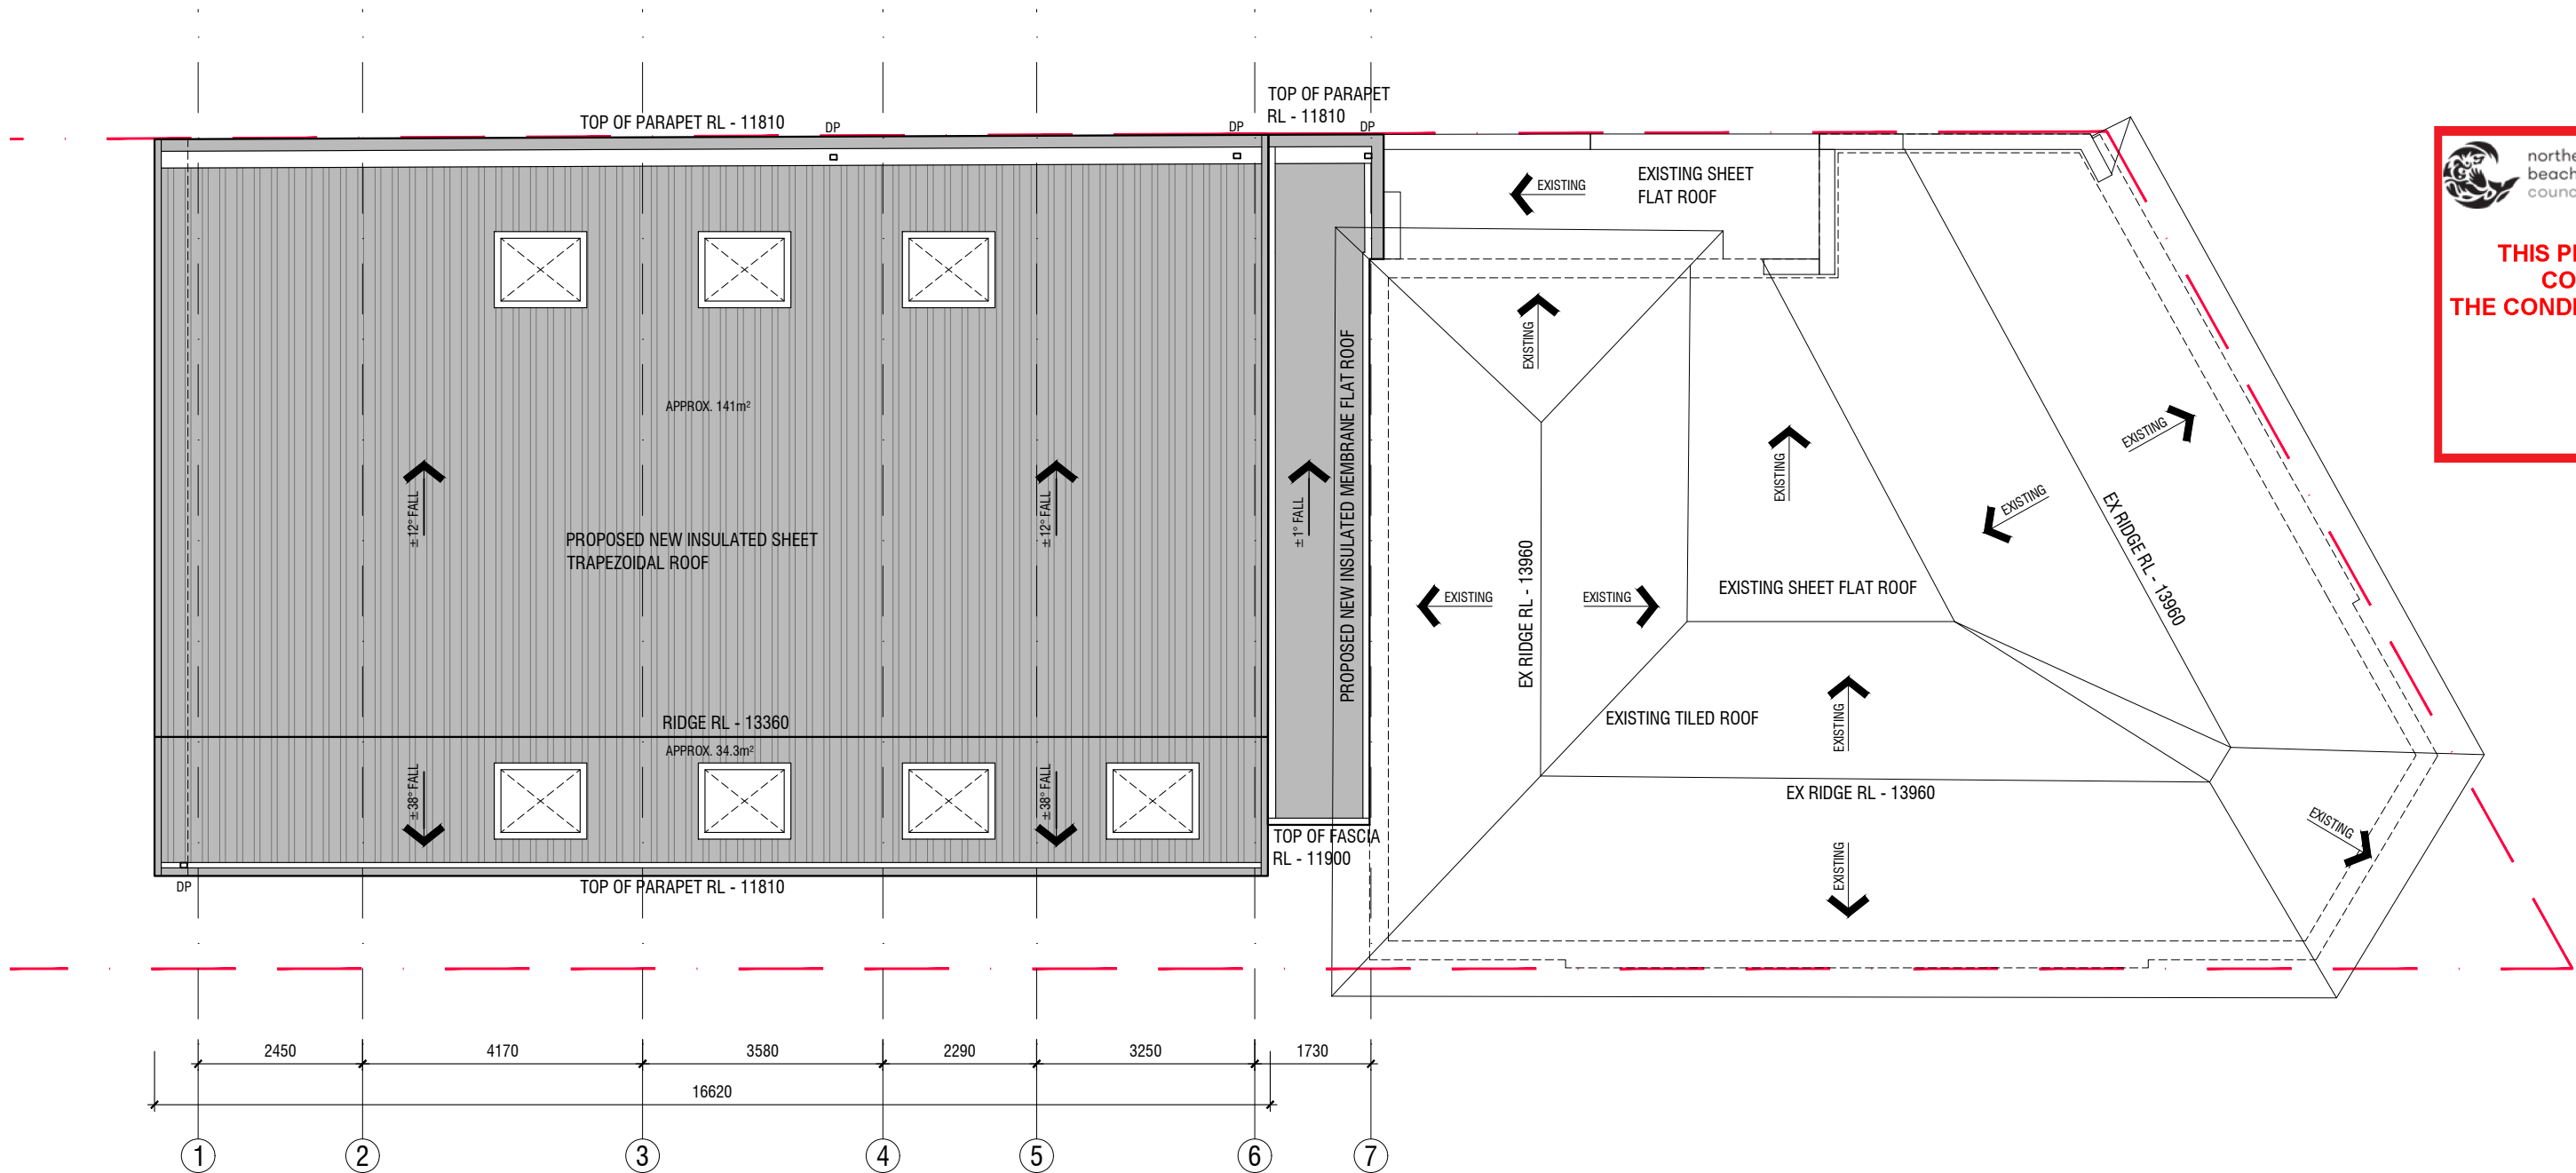 TOP OF PARAPET
RL - 11810
TOP OF PARAPET RL - 11810
DP
DP
DP
northe
beach
counc
THIS P
CO
THE COND
EXISTING
EXISTING SHEET
FLAT ROOF
EXISTING
APPROX. 141m²
PROPOSED NEW INSULATED MEMBRANE FLAT ROOF
EXISTING
EXISTING
EXISTING
±12° FALL
±12° FALL
±1° FALL
EX RIDGE RL - 13960
PROPOSED NEW INSULATED SHEET
TRAPEZOIDAL ROOF
EX RIDGE RL - 13960
EXISTING
EXISTING
EXISTING SHEET FLAT ROOF
RIDGE RL - 13360
EXISTING TILED ROOF
EXISTING
APPROX. 34.3m²
±38° FALL
±38° FALL
EX RIDGE RL - 13960
EXISTING
TOP OF FASCIA
RL - 11900
EXISTING
DP
TOP OF PARAPET RL - 11810
2450
4170
3580
2290
3250
1730
16620
1
2
3
4
5
6
7